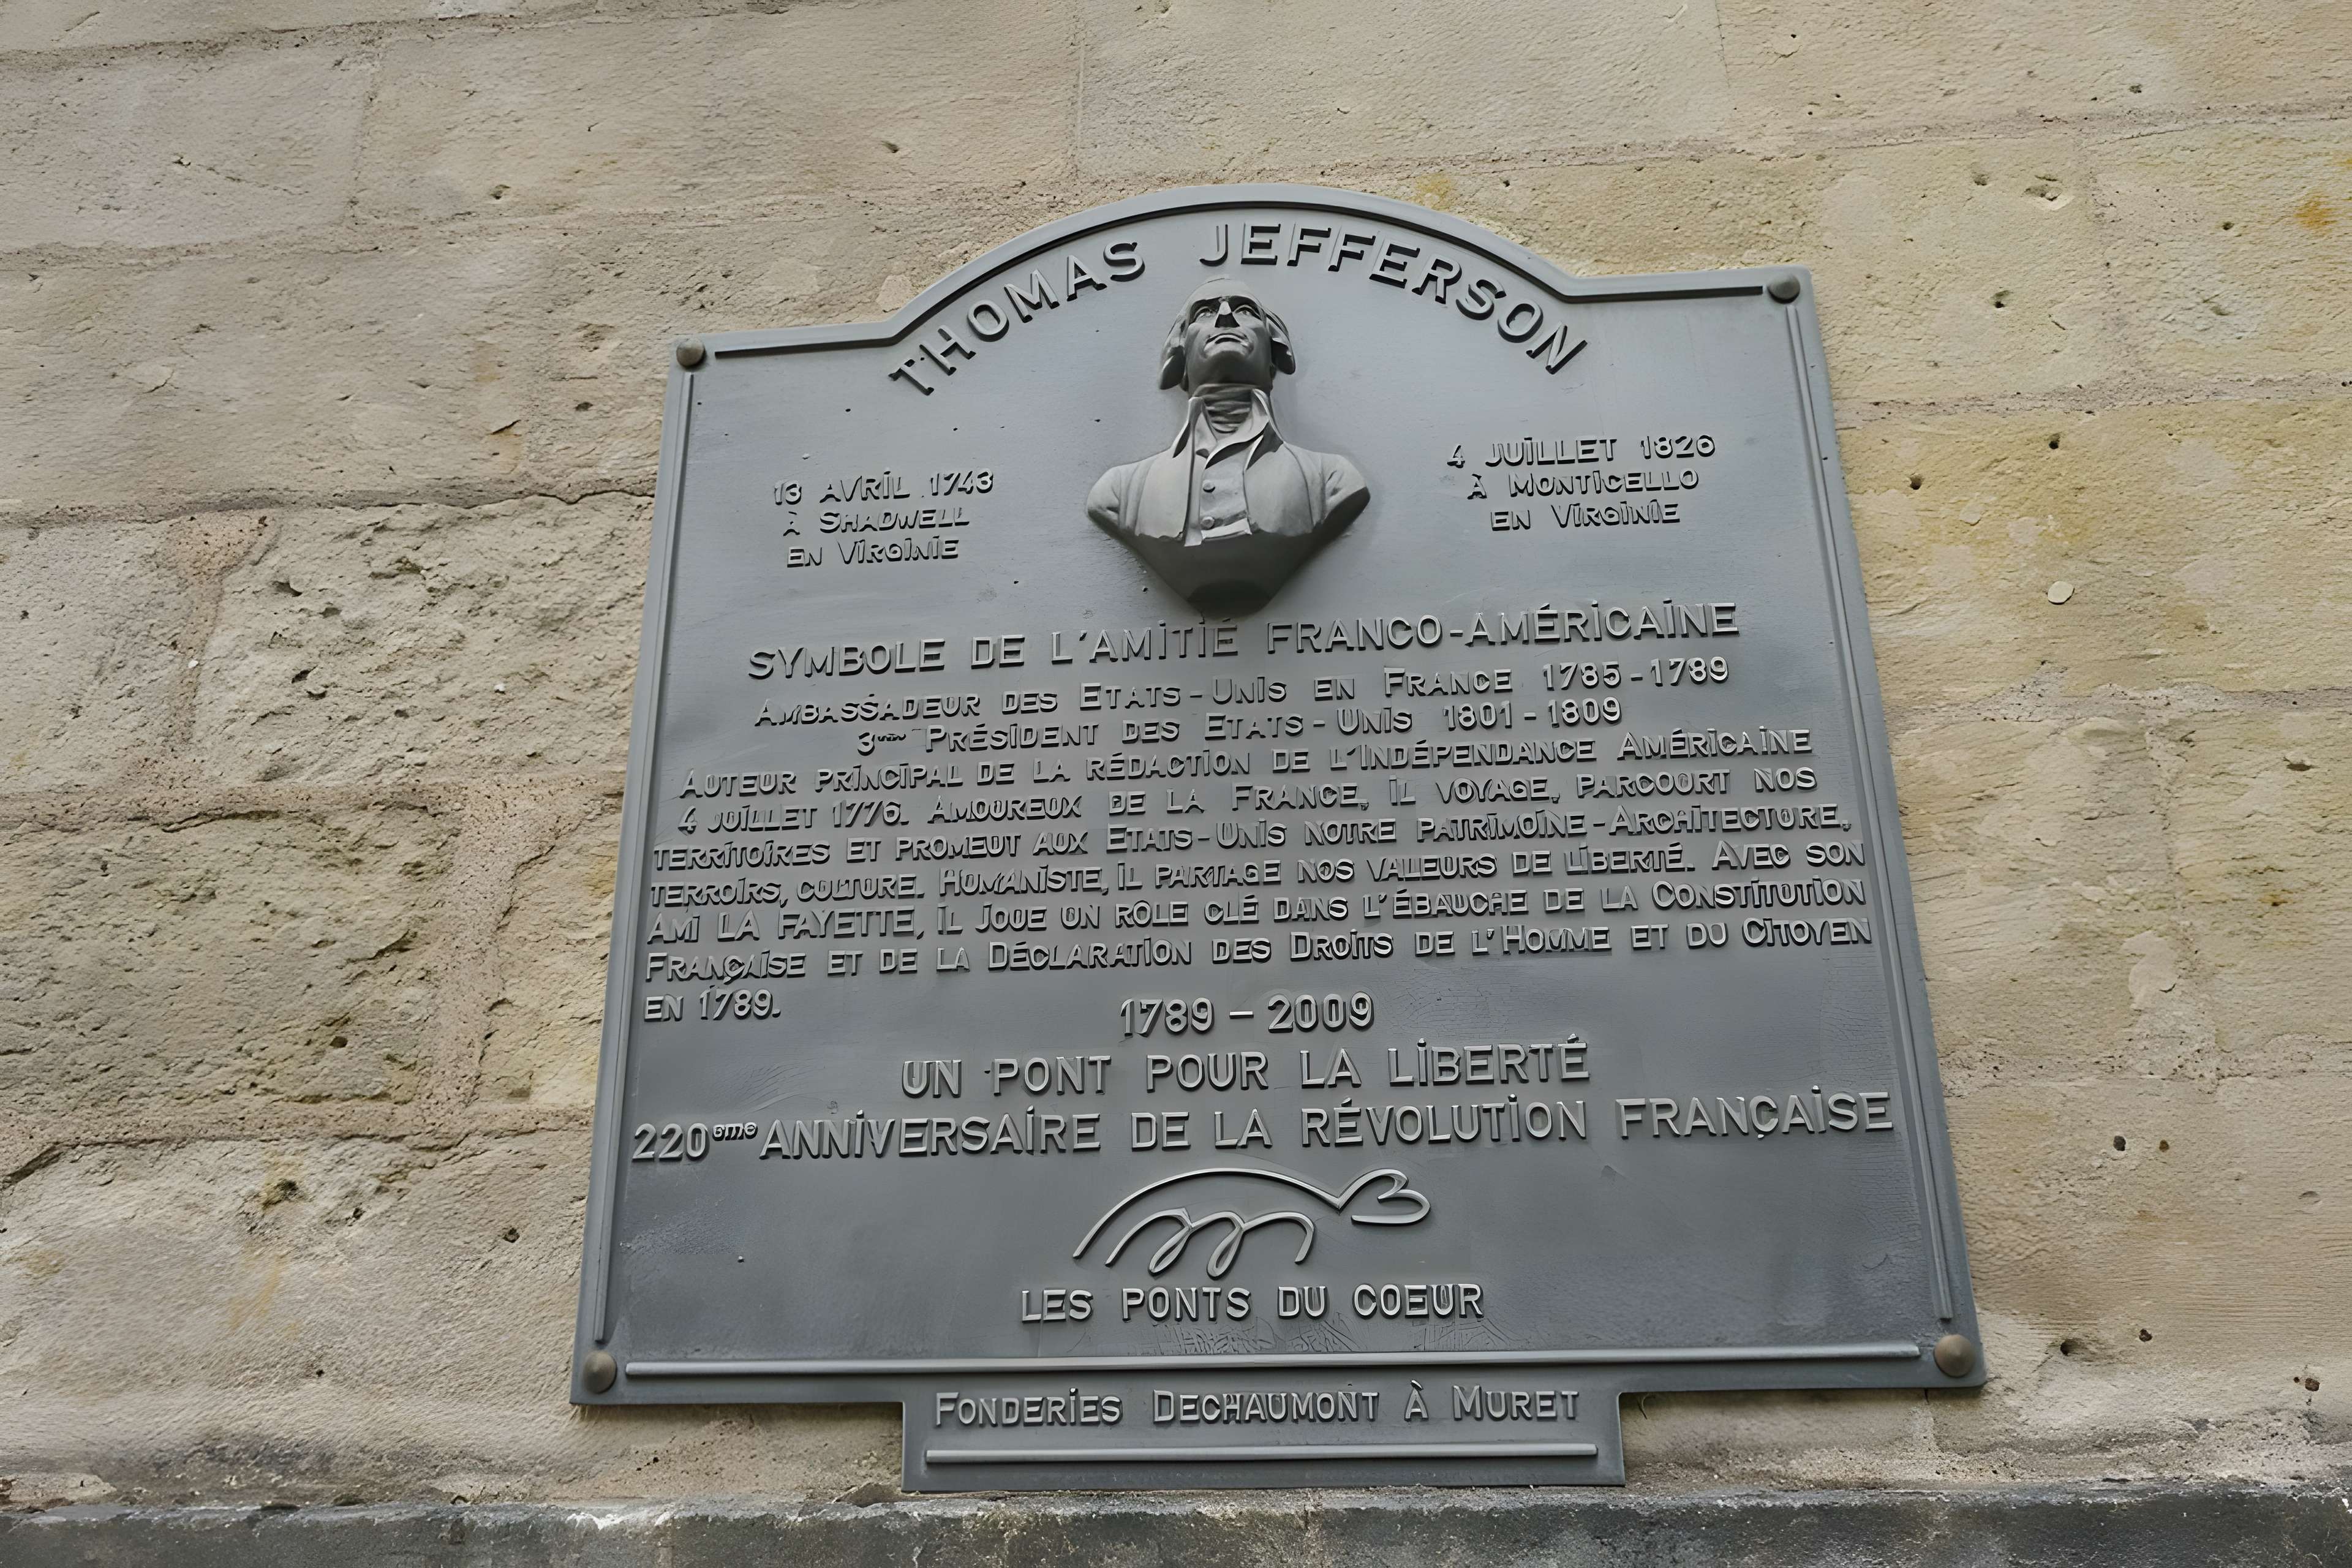 THOMAS JEFFERSON
13 AVRIL 1743
À SHADWELL
EN VIRGINIE
4 JUILLET 1826
À MONTICELLO
EN VIRGINIE
SYMBOLE DE L'AMITIÉ FRANCO-AMÉRICAINE
AMBASSADEUR DES ETATS-UNIS EN FRANCE 1785-1789
3ème PRÉSIDENT DES ETATS-UNIS 1801-1809
AUTEUR PRINCIPAL DE LA RÉDACTION DE L'INDÉPENDANCE AMÉRICAINE
4 JUILLET 1776. AMOUREUX DE LA FRANCE, IL VOYAGE, PARCOURT NOS
TERRITOIRES ET PROMEUT AUX ETATS-UNIS NOTRE PATRIMOINE-ARCHITECTURE,
TERROIRS, CULTURE. HUMANISTE, IL PARTAGE NOS VALEURS DE LIBERTÉ. AVEC SON
AMI LA FAYETTE, IL JOUE UN RÔLE CLÉ DANS L'ÉBAUCHE DE LA CONSTITUTION
FRANÇAISE ET DE LA DÉCLARATION DES DROITS DE L'HOMME ET DU CITOYEN
EN 1789.
1789 – 2009
UN PONT POUR LA LIBERTÉ
220ème ANNIVERSAIRE DE LA RÉVOLUTION FRANÇAISE
LES PONTS DU COEUR
FONDERIES DECHAUMONT À MURET